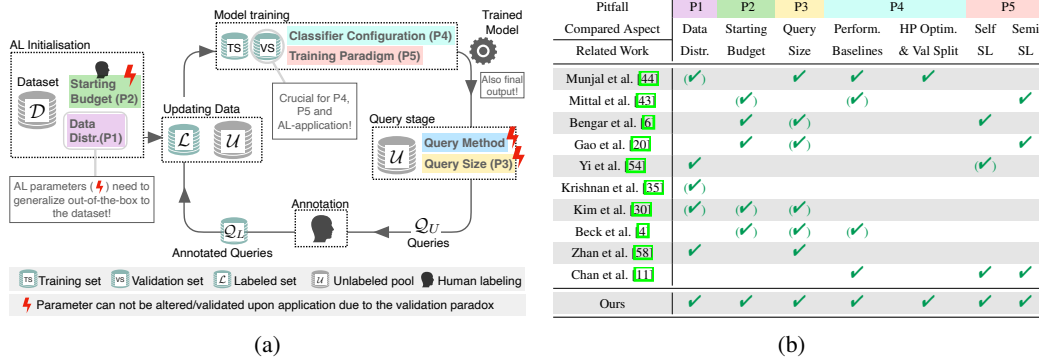 AL Initialisation
Dataset
D
Starting
Budget (P2)
Data
Distr.(P1)
AL parameters ( ) need to
generalize out-of-the-box to
the dataset!
Updating Data
L U
Model training
TS VS
Classifier Configuration (P4)
Training Paradigm (P5)
Crucial for P4,
P5 and
AL-application!
Trained
Model
Also final
output!
Query stage
U
Query Method
Query Size (P3)
Q_U
Queries
Annotation
Q_L
Annotated Queries
TS Training set VS Validation set L Labeled set U Unlabeled pool Human labeling
Parameter can not be altered/validated upon application due to the validation paradox
(a)
Pitfall P1 P2 P3 P4 P5
Compared Aspect Data Starting Query Perform. HP Optim. Self Semi
Related Work Distr. Budget Size Baselines & Val Split SL SL
Munjal et al. [44] (✔) ✔ ✔ ✔
Mittal et al. [43] (✔) (✔) ✔
Bengar et al. [6] ✔ (✔) ✔
Gao et al. [20] ✔ (✔) ✔
Yi et al. [54] ✔ (✔)
Krishnan et al. [35] (✔)
Kim et al. [30] (✔) (✔) (✔)
Beck et al. [4] (✔) (✔) (✔)
Zhan et al. [58] ✔ ✔
Chan et al. [11] ✔ ✔ ✔
Ours ✔ ✔ ✔ ✔ ✔ ✔ ✔
(b)